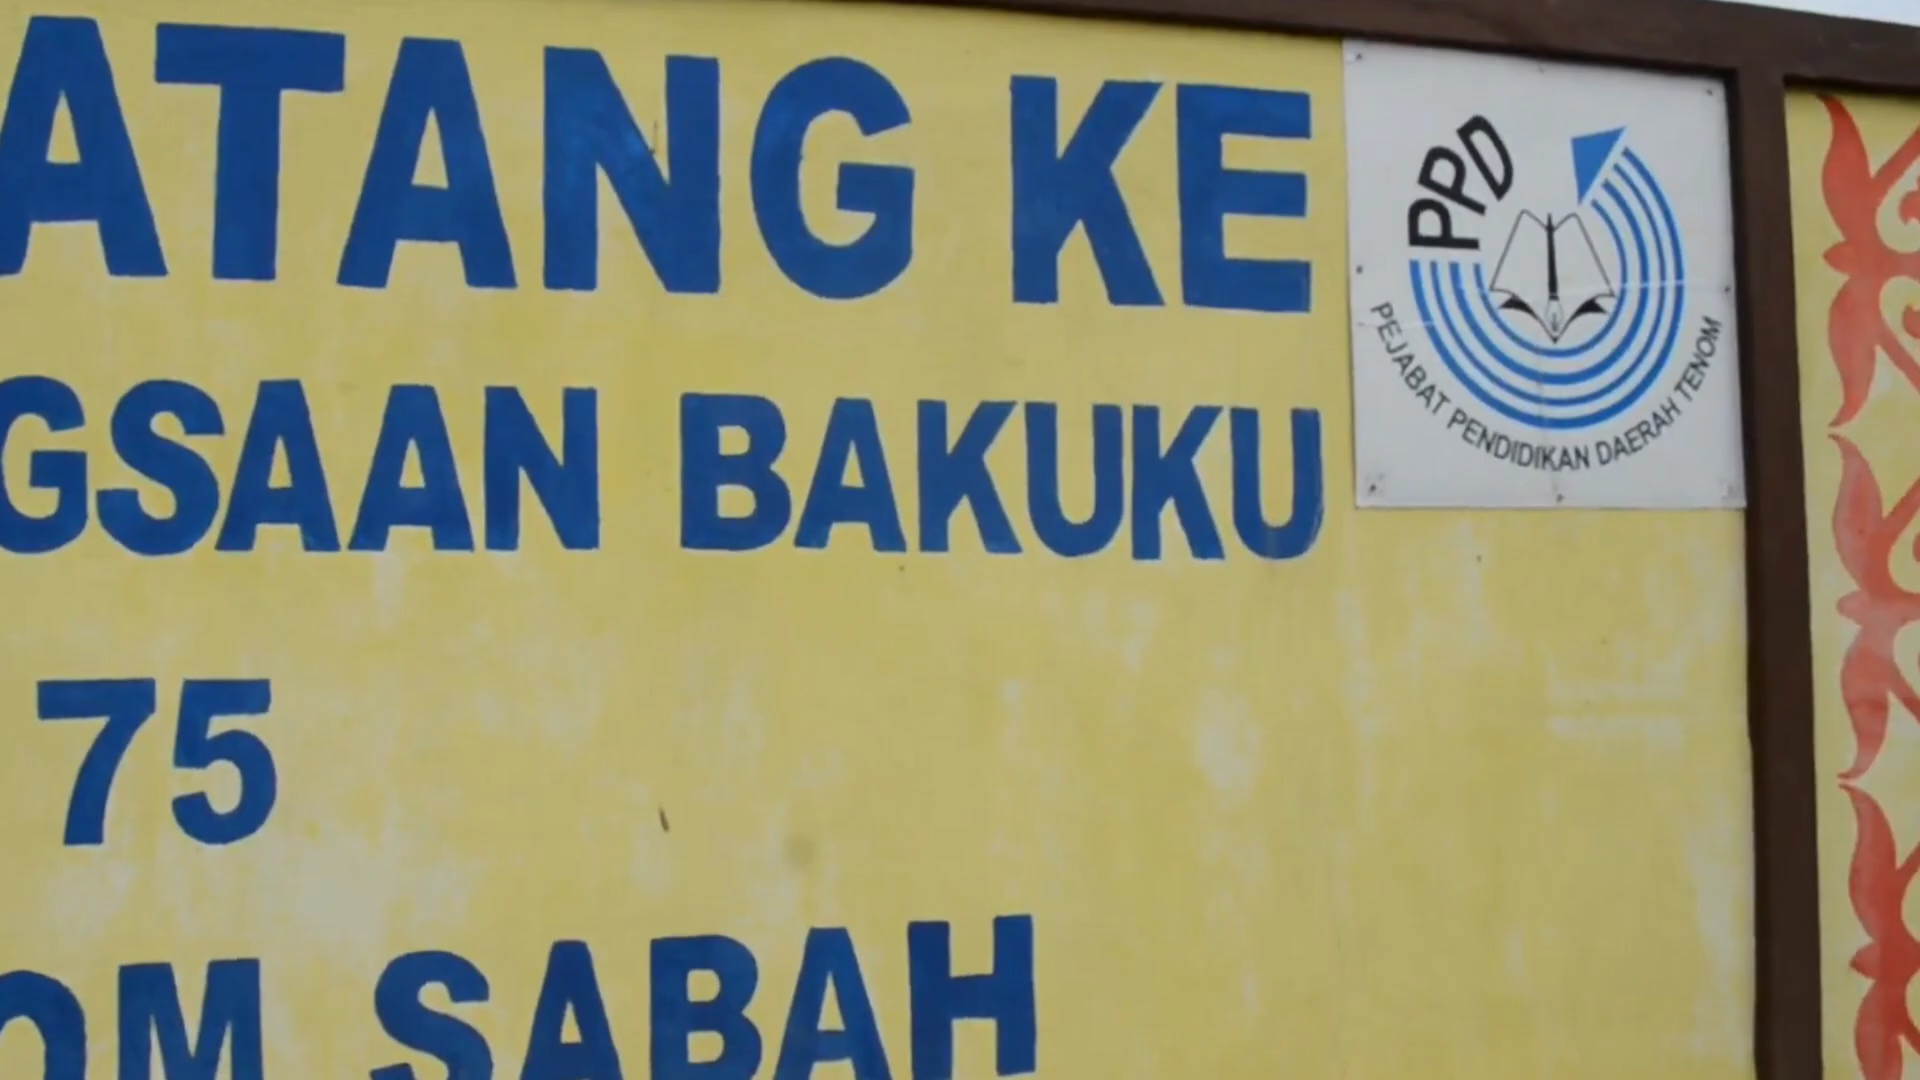 ATANG KE
GSAAN BAKUKU
75
OM SABAH
PPD
PEJABAT PENDIDIKAN DAERAH TENOM